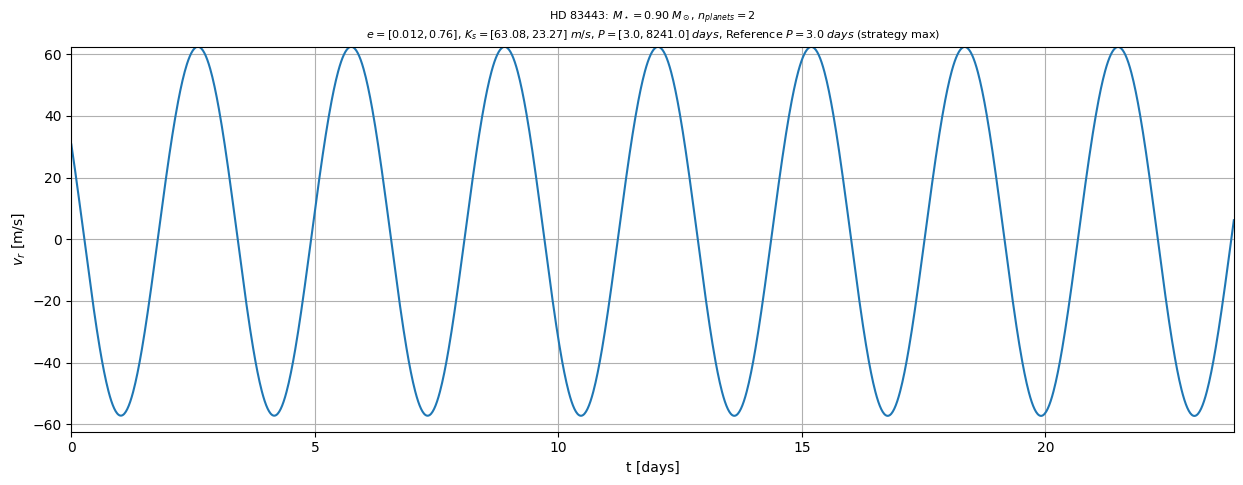 HD 83443: $M_\star = 0.90\ M_\odot$, $n_{planets} = 2$
$e = [0.012, 0.76]$, $K_s = [63.08, 23.27]\ m/s$, $P = [3.0, 8241.0]\ days$, Reference $P = 3.0\ days$ (strategy max)
60
40
20
0
−20
−40
−60
$v_r$ [m/s]
0 5 10 15 20
t [days]